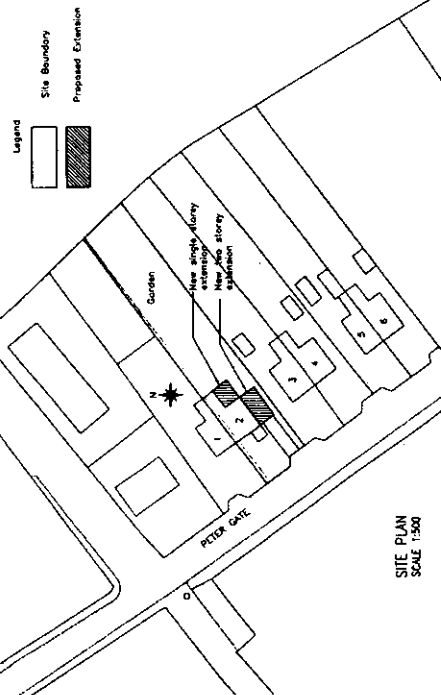 Legend
Site Boundary
Proposed Extension
Garden
New single storey
extension
New two storey
extension
N
1
2
3
4
5
6
PETER GATE
SITE PLAN
SCALE 1:500